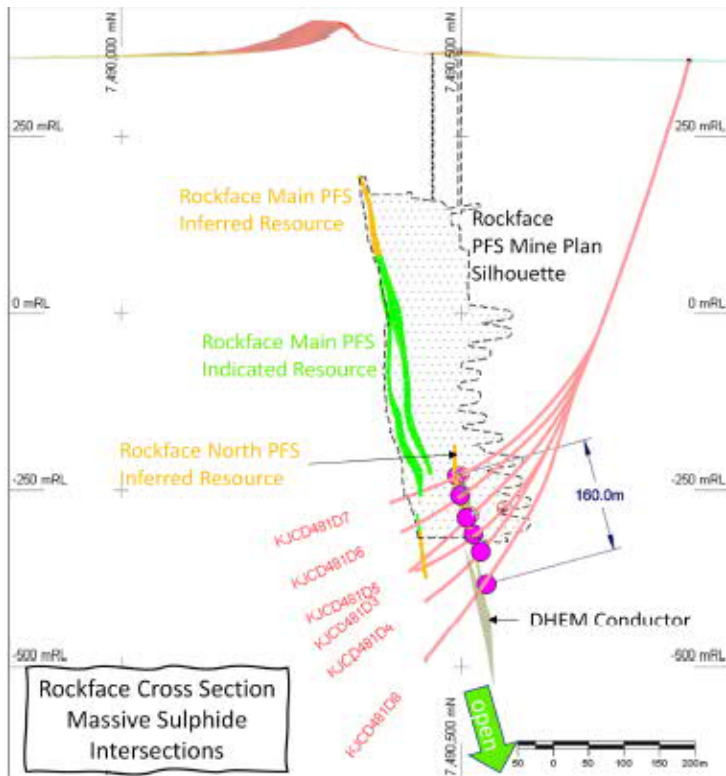 7,490,000 mN
7,490,500 mN
250 mRL
250 mRL
Rockface Main PFS
Inferred Resource
Rockface
PFS Mine Plan
Silhouette
0 mRL
0 mRL
Rockface Main PFS
Indicated Resource
Rockface North PFS
Inferred Resource
-250 mRL
-250 mRL
160.0m
KJCD481D7
KJCD481D6
KJCD481D5
KJCD481D3
KJCD481D4
KJCD481D8
DHEM Conductor
-500 mRL
-500 mRL
Rockface Cross Section
Massive Sulphide
Intersections
7,490,500 mN
open
50 0 50 100 150 200m